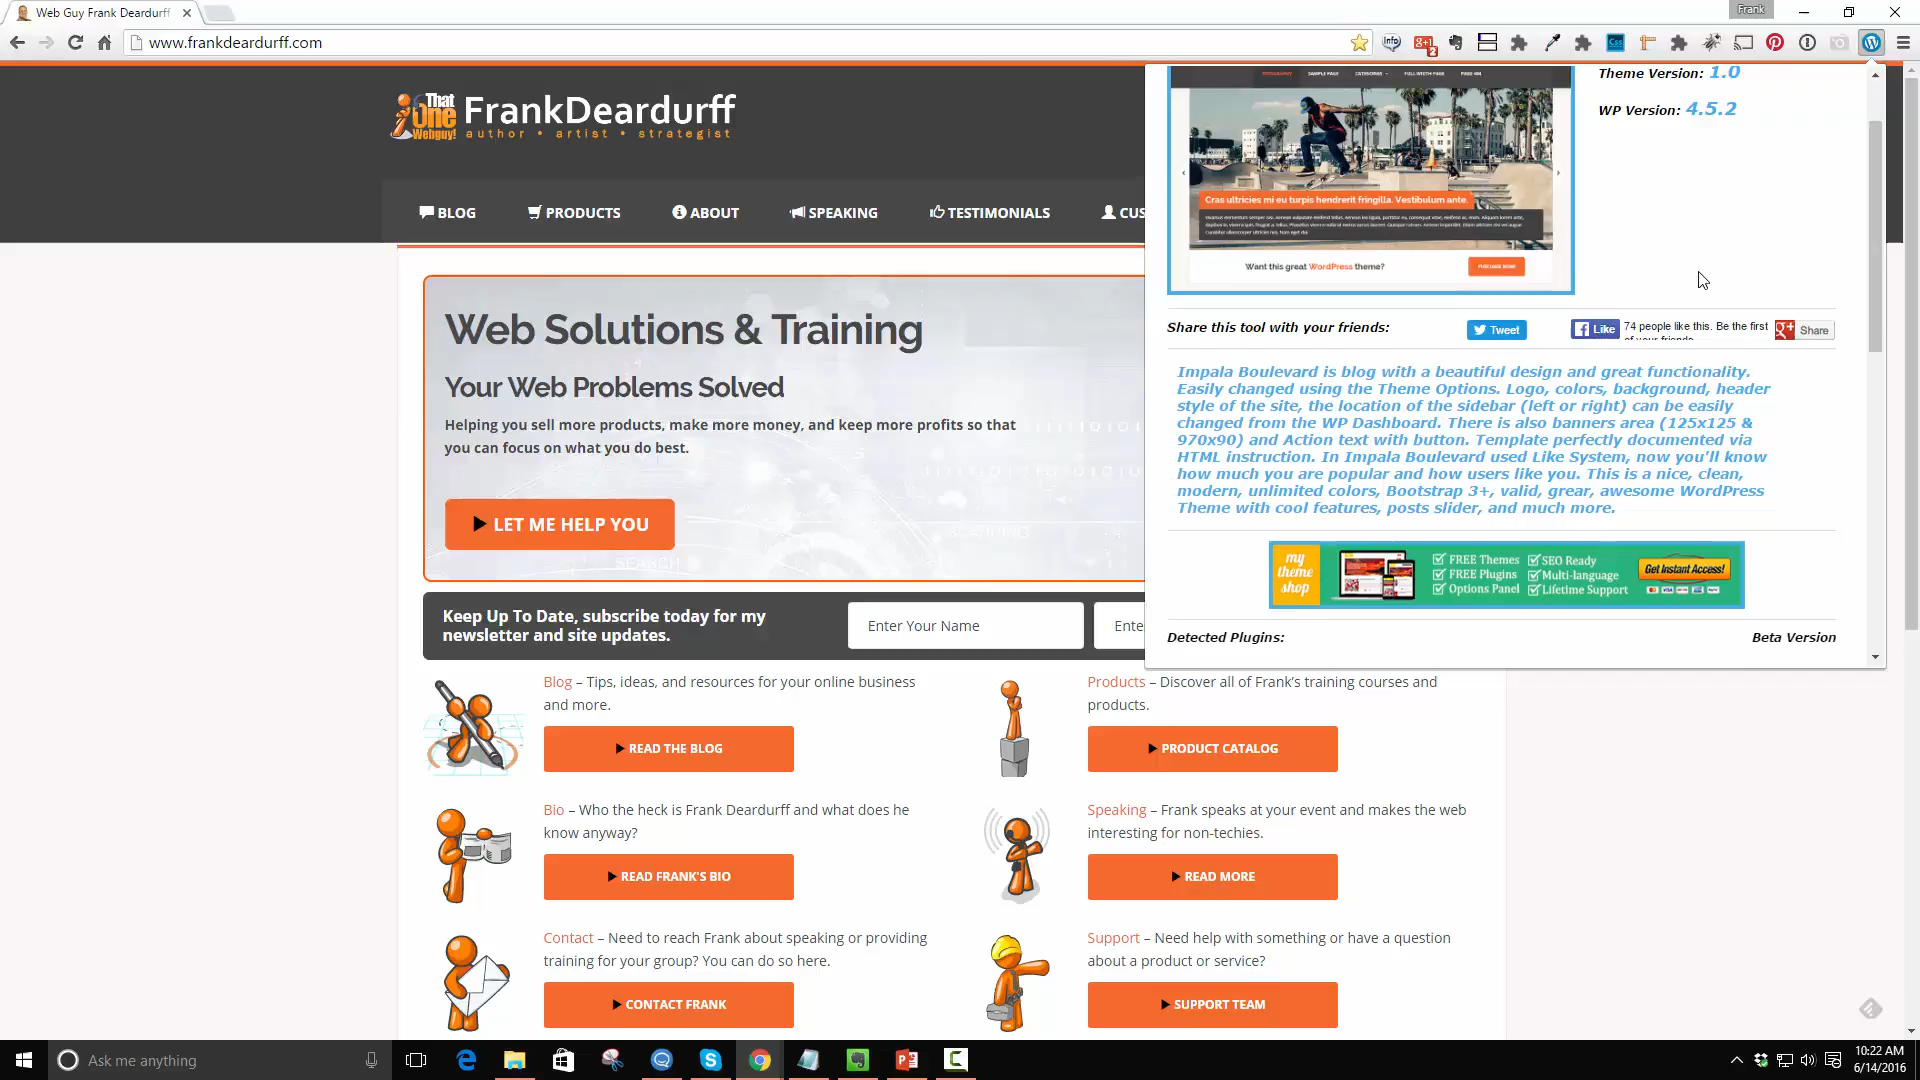 Web Guy Frank Deardurff
Frank
www.frankdeardurff.com
That One Webguy!
FrankDeardurff
author • artist • strategist
BLOG
PRODUCTS
ABOUT
SPEAKING
TESTIMONIALS
CUS
Web Solutions & Training
Your Web Problems Solved
Helping you sell more products, make more money, and keep more profits so that
you can focus on what you do best.
LET ME HELP YOU
SEARCH
SCANNING
Keep Up To Date, subscribe today for my
newsletter and site updates.
Enter Your Name
Ente
Blog – Tips, ideas, and resources for your online business
and more.
READ THE BLOG
Products – Discover all of Frank's training courses and
products.
PRODUCT CATALOG
Bio – Who the heck is Frank Deardurff and what does he
know anyway?
READ FRANK'S BIO
Speaking – Frank speaks at your event and makes the web
interesting for non-techies.
READ MORE
Contact – Need to reach Frank about speaking or providing
training for your group? You can do so here.
CONTACT FRANK
Support – Need help with something or have a question
about a product or service?
SUPPORT TEAM
SAMPLE PAGE
CATEGORIES
FULL WIDTH PAGE
PAGE 404
Cras ultricies mi eu turpis hendrerit fringilla. Vestibulum ante.
Want this great WordPress theme?
Theme Version: 1.0
WP Version: 4.5.2
Share this tool with your friends:
Tweet
Like
74 people like this. Be the first
of your friends.
Share
Impala Boulevard is blog with a beautiful design and great functionality.
Easily changed using the Theme Options. Logo, colors, background, header
style of the site, the location of the sidebar (left or right) can be easily
changed from the WP Dashboard. There is also banners area (125x125 &
970x90) and Action text with button. Template perfectly documented via
HTML instruction. In Impala Boulevard used Like System, now you'll know
how much you are popular and how users like you. This is a nice, clean,
modern, unlimited colors, Bootstrap 3+, valid, grear, awesome WordPress
Theme with cool features, posts slider, and much more.
my
theme
shop
FREE Themes
FREE Plugins
Options Panel
SEO Ready
Multi-language
Lifetime Support
Get Instant Access!
Detected Plugins:
Beta Version
Ask me anything
10:22 AM
6/14/2016